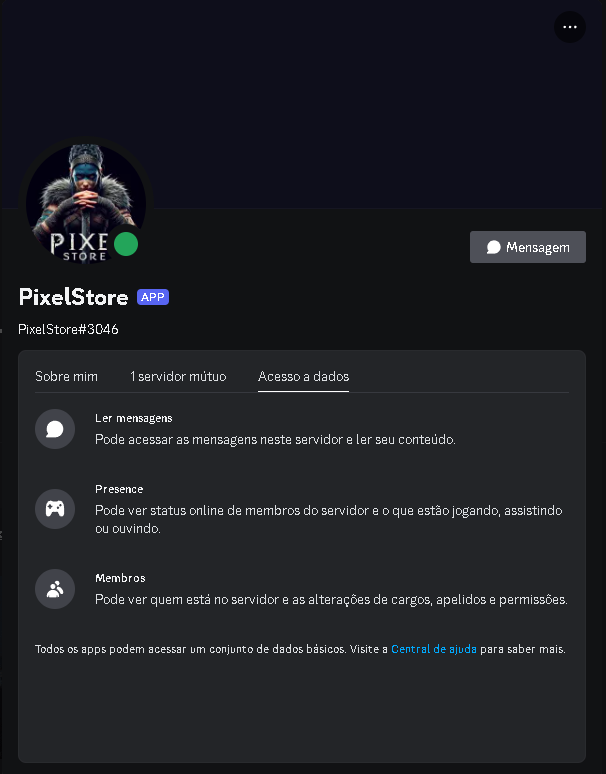 PIXE
STORE
Mensagem
PixelStore APP
PixelStore#3046
Sobre mim 1 servidor mútuo Acesso a dados
Ler mensagens
Pode acessar as mensagens neste servidor e ler seu conteúdo.
Presence
Pode ver status online de membros do servidor e o que estão jogando, assistindo
ou ouvindo.
Membros
Pode ver quem está no servidor e as alterações de cargos, apelidos e permissões.
Todos os apps podem acessar um conjunto de dados básicos. Visite a Central de ajuda para saber mais.